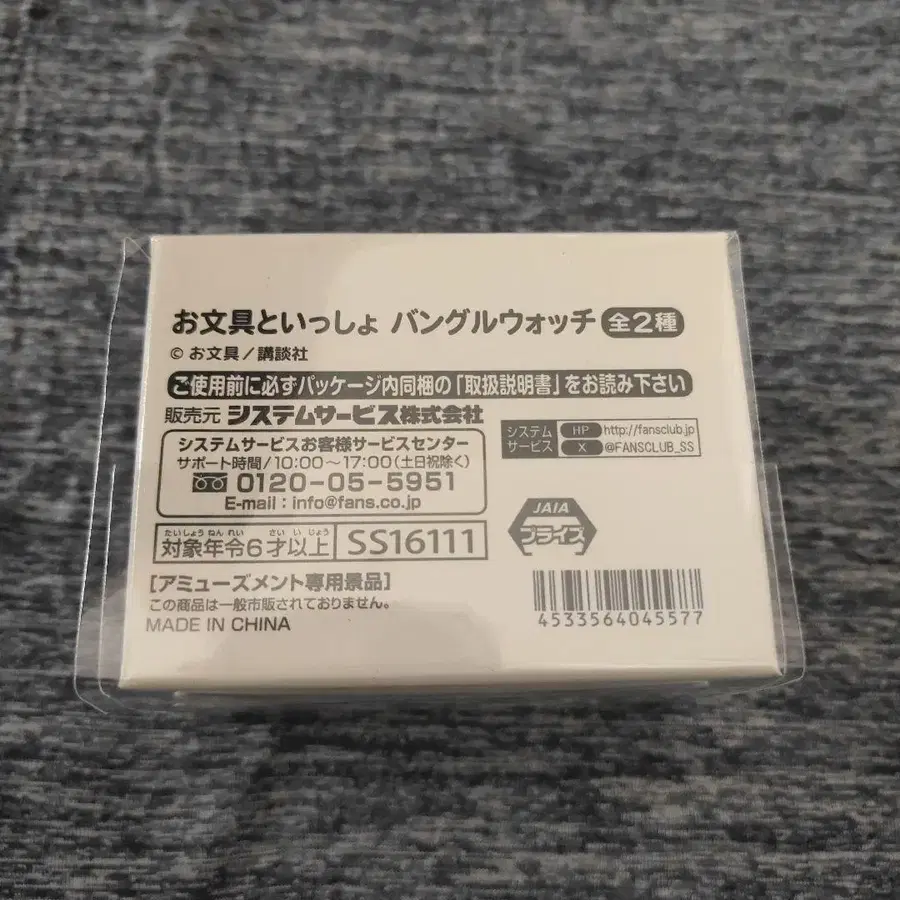 お文具といっしょ バングルウォッチ 全2種
© お文具/講談社
ご使用前に必ずパッケージ内同梱の「取扱説明書」をお読み下さい
販売元 システムサービス株式会社
システムサービスお客様サービスセンター
サポート時間/10:00～17:00(土日祝除く)
0120-05-5951
E-mail：info@fans.co.jp
システムサービス
HP http://fansclub.jp
X @FANSCLUB_SS
たいしょうねんれい さいいじょう
対象年令6才以上
SS16111
JAIA
プライズ
[アミューズメント専用景品]
この商品は一般市販されておりません。
MADE IN CHINA
4533564045577